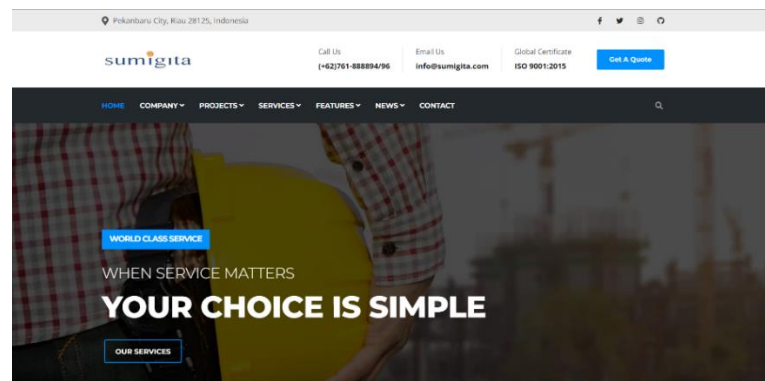 Pekanbaru City, Riau 28125, Indonesia
sumigita
Call Us
(+62)761-888894/96
Email Us
info@sumigita.com
Global Certificate
ISO 9001:2015
Get A Quote
HOME COMPANY PROJECTS SERVICES FEATURES NEWS CONTACT
WORLD CLASS SERVICE
WHEN SERVICE MATTERS
YOUR CHOICE IS SIMPLE
OUR SERVICES